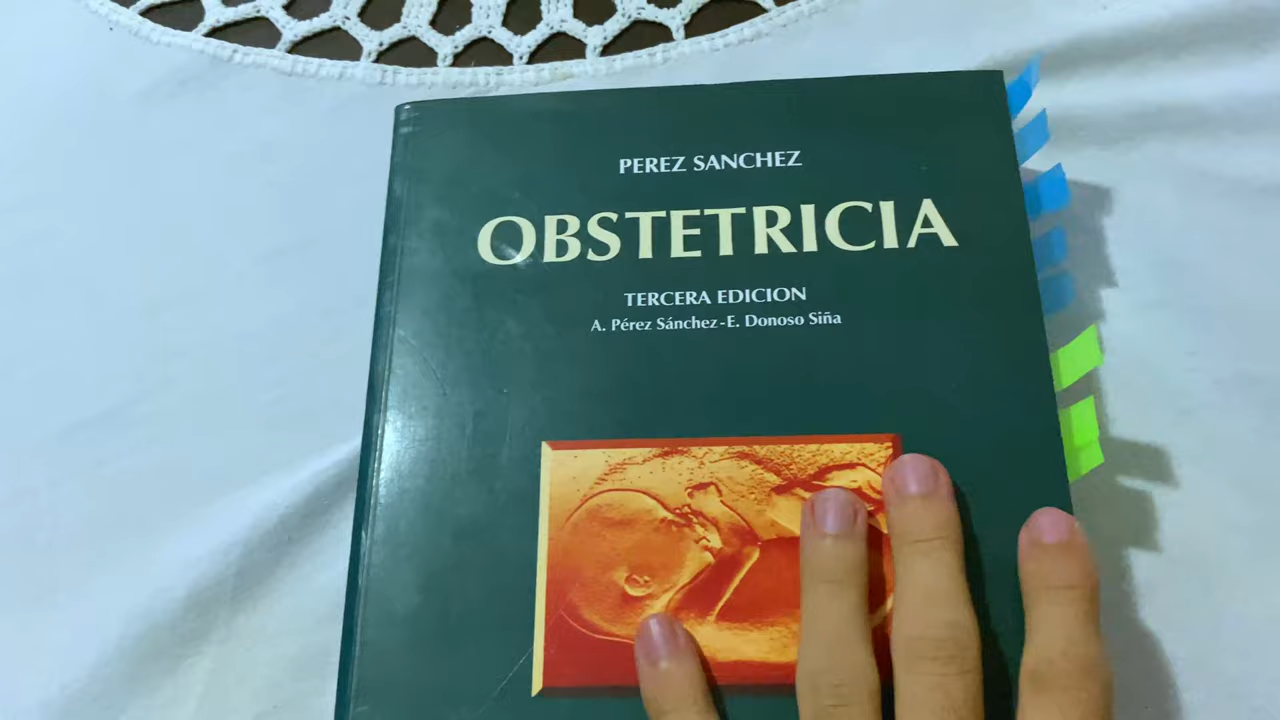 PEREZ SANCHEZ
OBSTETRICIA
TERCERA EDICION
A. Pérez Sánchez-E. Donoso Siña